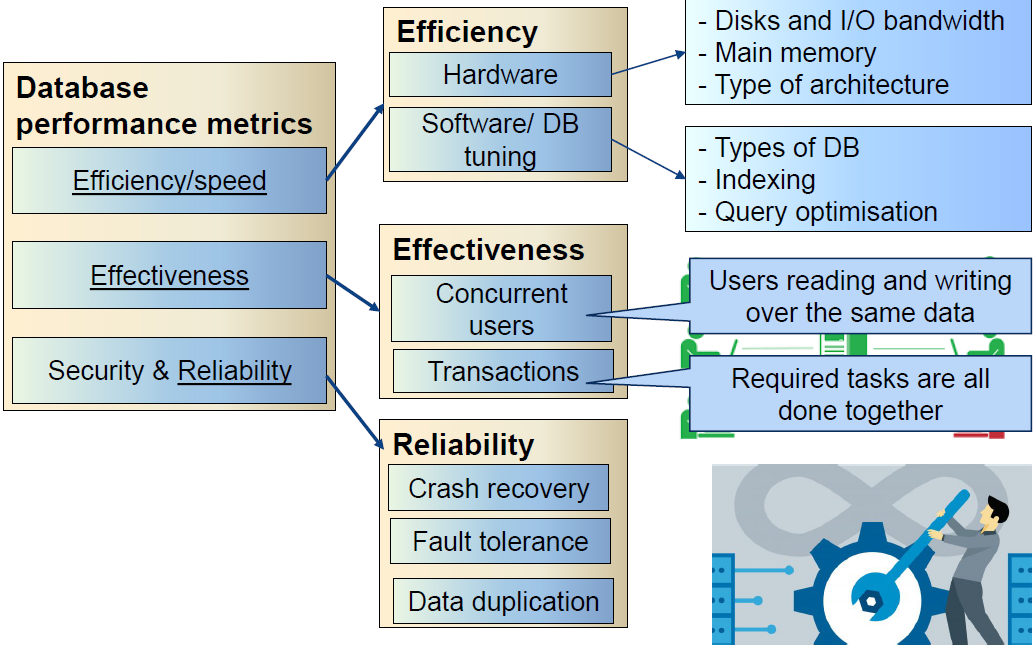 Database
performance metrics
Efficiency/speed
Effectiveness
Security & Reliability
Efficiency
Hardware
Software/ DB
tuning
- Disks and I/O bandwidth
- Main memory
- Type of architecture
- Types of DB
- Indexing
- Query optimisation
Effectiveness
Concurrent
users
Transactions
Users reading and writing
over the same data
Required tasks are all
done together
Reliability
Crash recovery
Fault tolerance
Data duplication